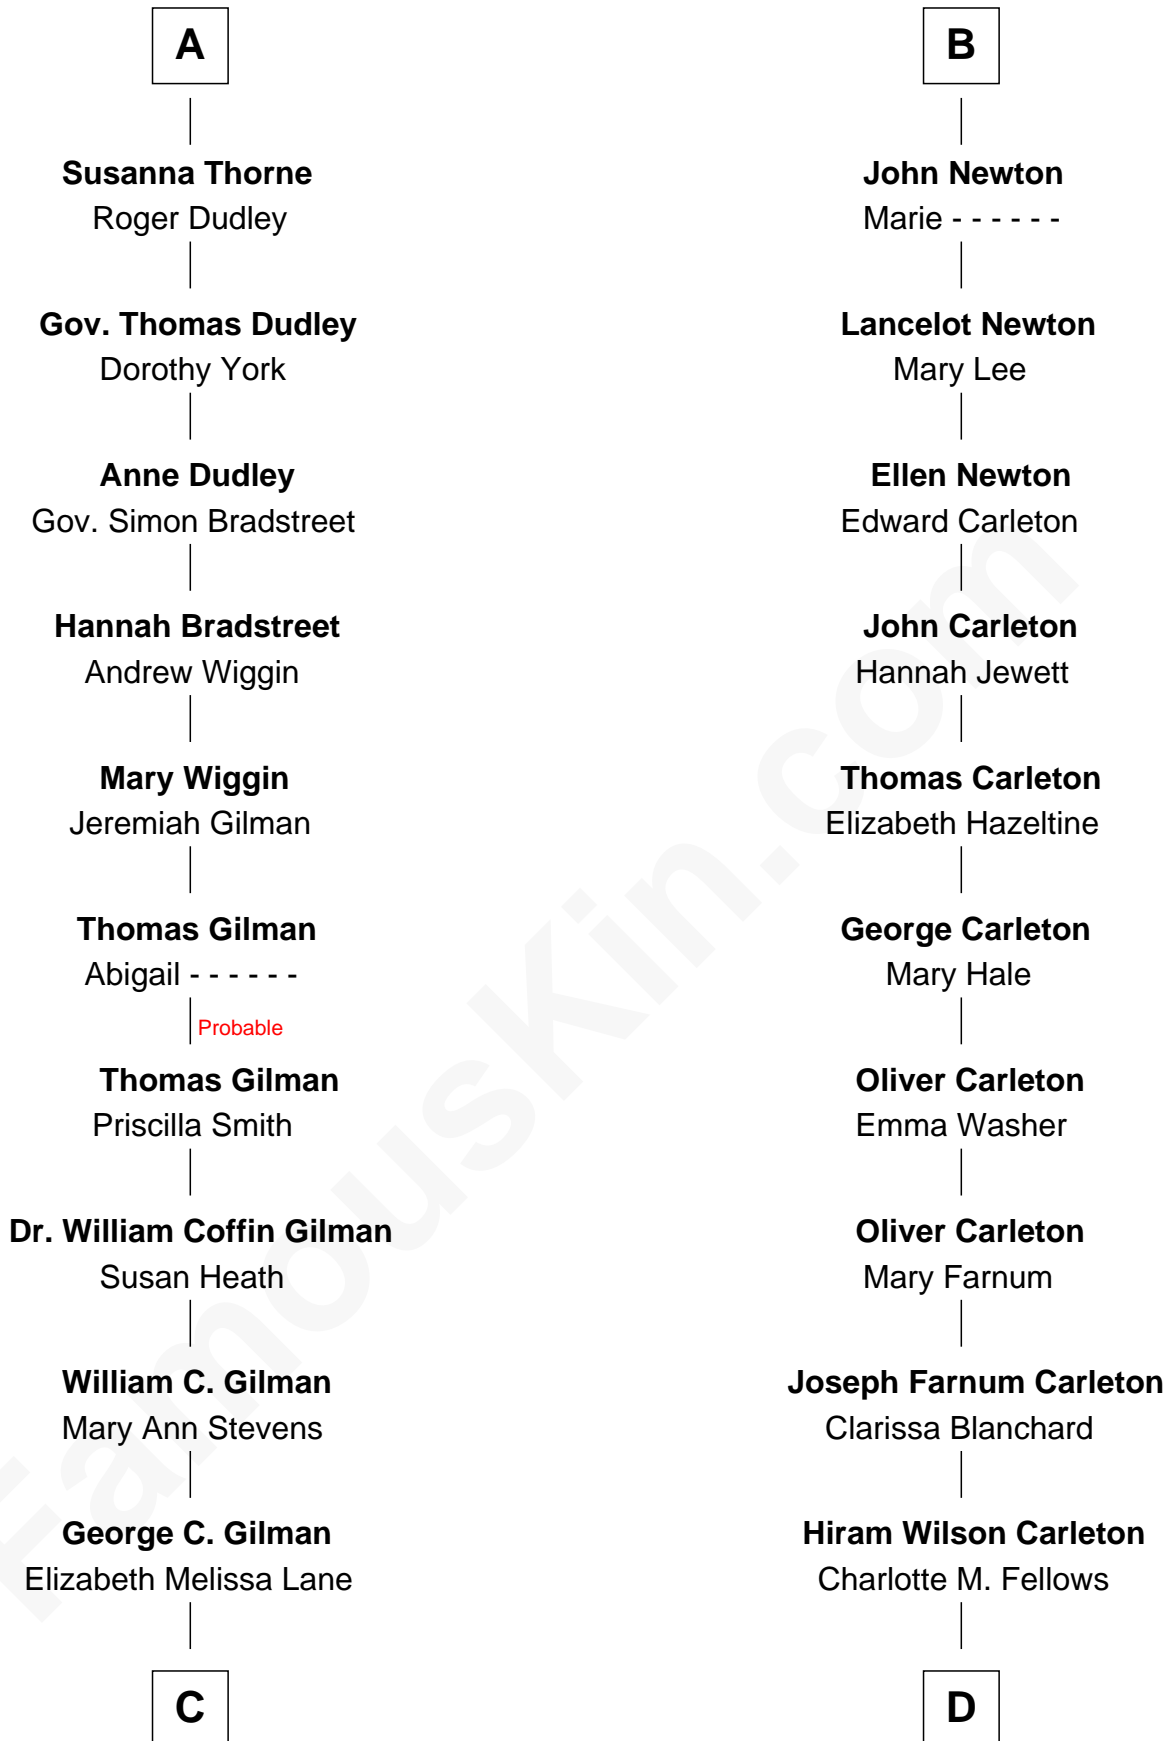 A
Susanna Thorne
Roger Dudley
Gov. Thomas Dudley
Dorothy York
Anne Dudley
Gov. Simon Bradstreet
Hannah Bradstreet
Andrew Wiggin
Mary Wiggin
Jeremiah Gilman
Thomas Gilman
Abigail - - - - - -
Probable
Thomas Gilman
Priscilla Smith
Dr. William Coffin Gilman
Susan Heath
William C. Gilman
Mary Ann Stevens
George C. Gilman
Elizabeth Melissa Lane
C
B
John Newton
Marie - - - - - -
Lancelot Newton
Mary Lee
Ellen Newton
Edward Carleton
John Carleton
Hannah Jewett
Thomas Carleton
Elizabeth Hazeltine
George Carleton
Mary Hale
Oliver Carleton
Emma Washer
Oliver Carleton
Mary Farnum
Joseph Farnum Carleton
Clarissa Blanchard
Hiram Wilson Carleton
Charlotte M. Fellows
D
FamousKin.com